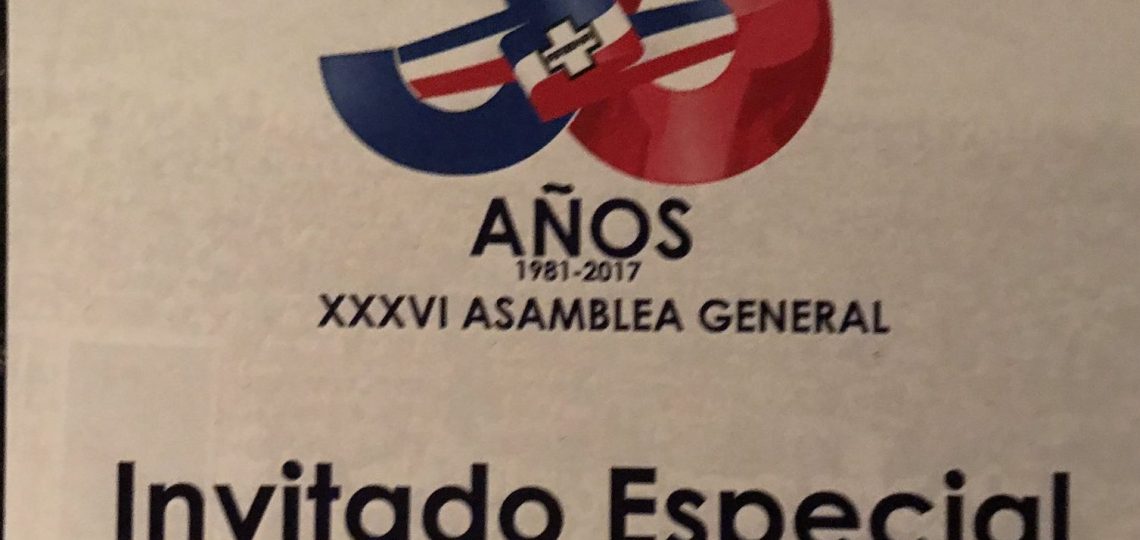 AÑOS
1981-2017
XXXVI ASAMBLEA GENERAL
Invitado Especial